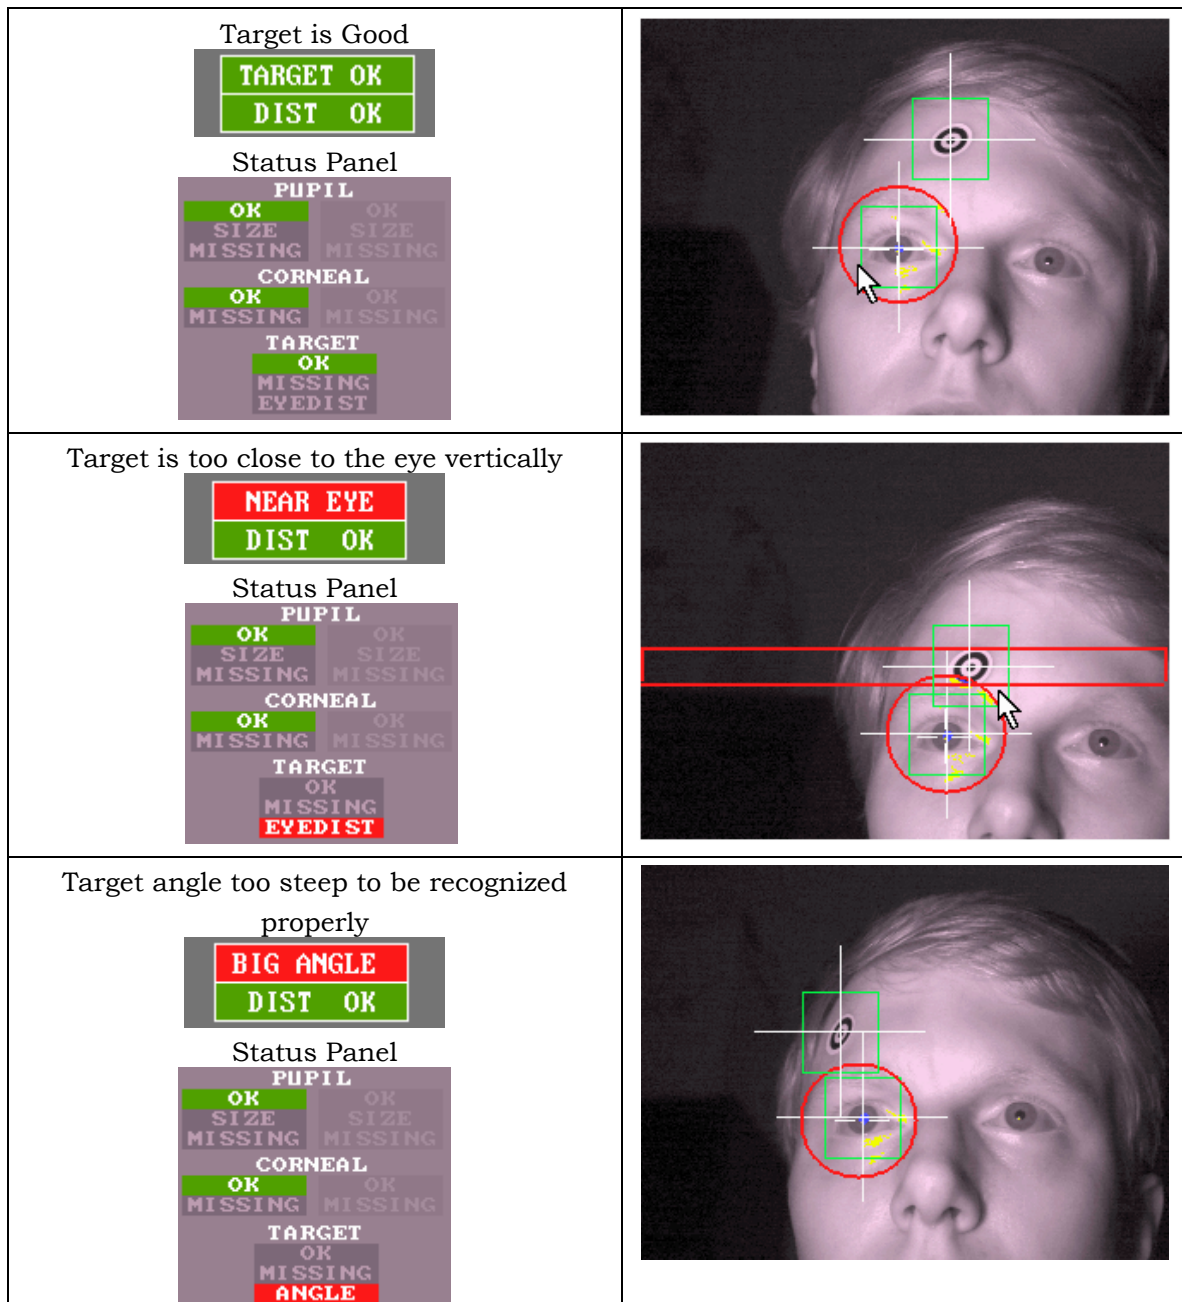 Target is Good
TARGET OK
DIST OK
Status Panel
PUPIL
OK OK
SIZE SIZE
MISSING MISSING
CORNEAL
OK OK
MISSING MISSING
TARGET
OK
MISSING
EYEDIST
Target is too close to the eye vertically
NEAR EYE
DIST OK
Status Panel
PUPIL
OK OK
SIZE SIZE
MISSING MISSING
CORNEAL
OK OK
MISSING MISSING
TARGET
OK
MISSING
EYEDIST
Target angle too steep to be recognized
properly
BIG ANGLE
DIST OK
Status Panel
PUPIL
OK OK
SIZE SIZE
MISSING MISSING
CORNEAL
OK OK
MISSING MISSING
TARGET
OK
MISSING
ANGLE